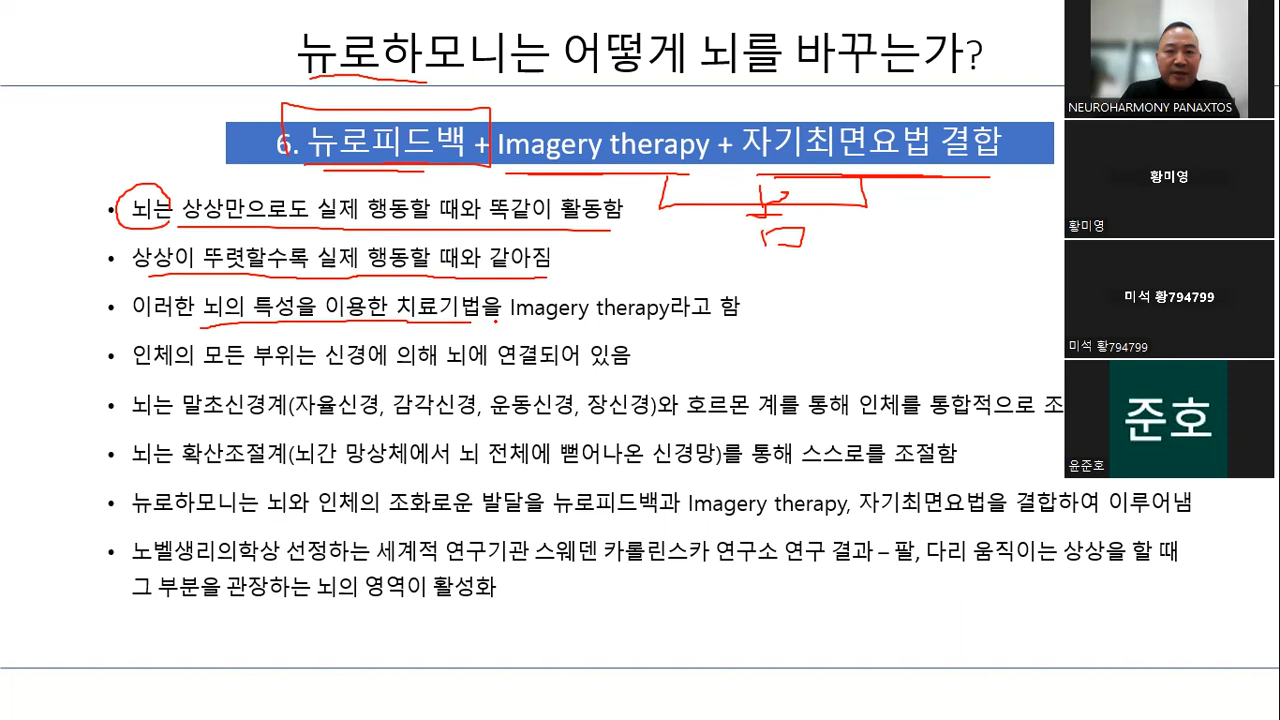 뉴로하모니는 어떻게 뇌를 바꾸는가?
6. 뉴로피드백 + Imagery therapy + 자기최면요법 결합
• 뇌는 상상만으로도 실제 행동할 때와 똑같이 활동함
• 상상이 뚜렷할수록 실제 행동할 때와 같아짐
• 이러한 뇌의 특성을 이용한 치료기법을 Imagery therapy라고 함
• 인체의 모든 부위는 신경에 의해 뇌에 연결되어 있음
• 뇌는 말초신경계(자율신경, 감각신경, 운동신경, 장신경)와 호르몬 계를 통해 인체를 통합적으로 조
• 뇌는 확산조절계(뇌간 망상체에서 뇌 전체에 뻗어나온 신경망)를 통해 스스로를 조절함
• 뉴로하모니는 뇌와 인체의 조화로운 발달을 뉴로피드백과 Imagery therapy, 자기최면요법을 결합하여 이루어냄
• 노벨생리의학상 선정하는 세계적 연구기관 스웨덴 카롤린스카 연구소 연구 결과 – 팔, 다리 움직이는 상상을 할 때
그 부분을 관장하는 뇌의 영역이 활성화
NEUROHARMONY PANAXTOS
황미영
황미영
미석 황794799
미석 황794799
준호
윤준호